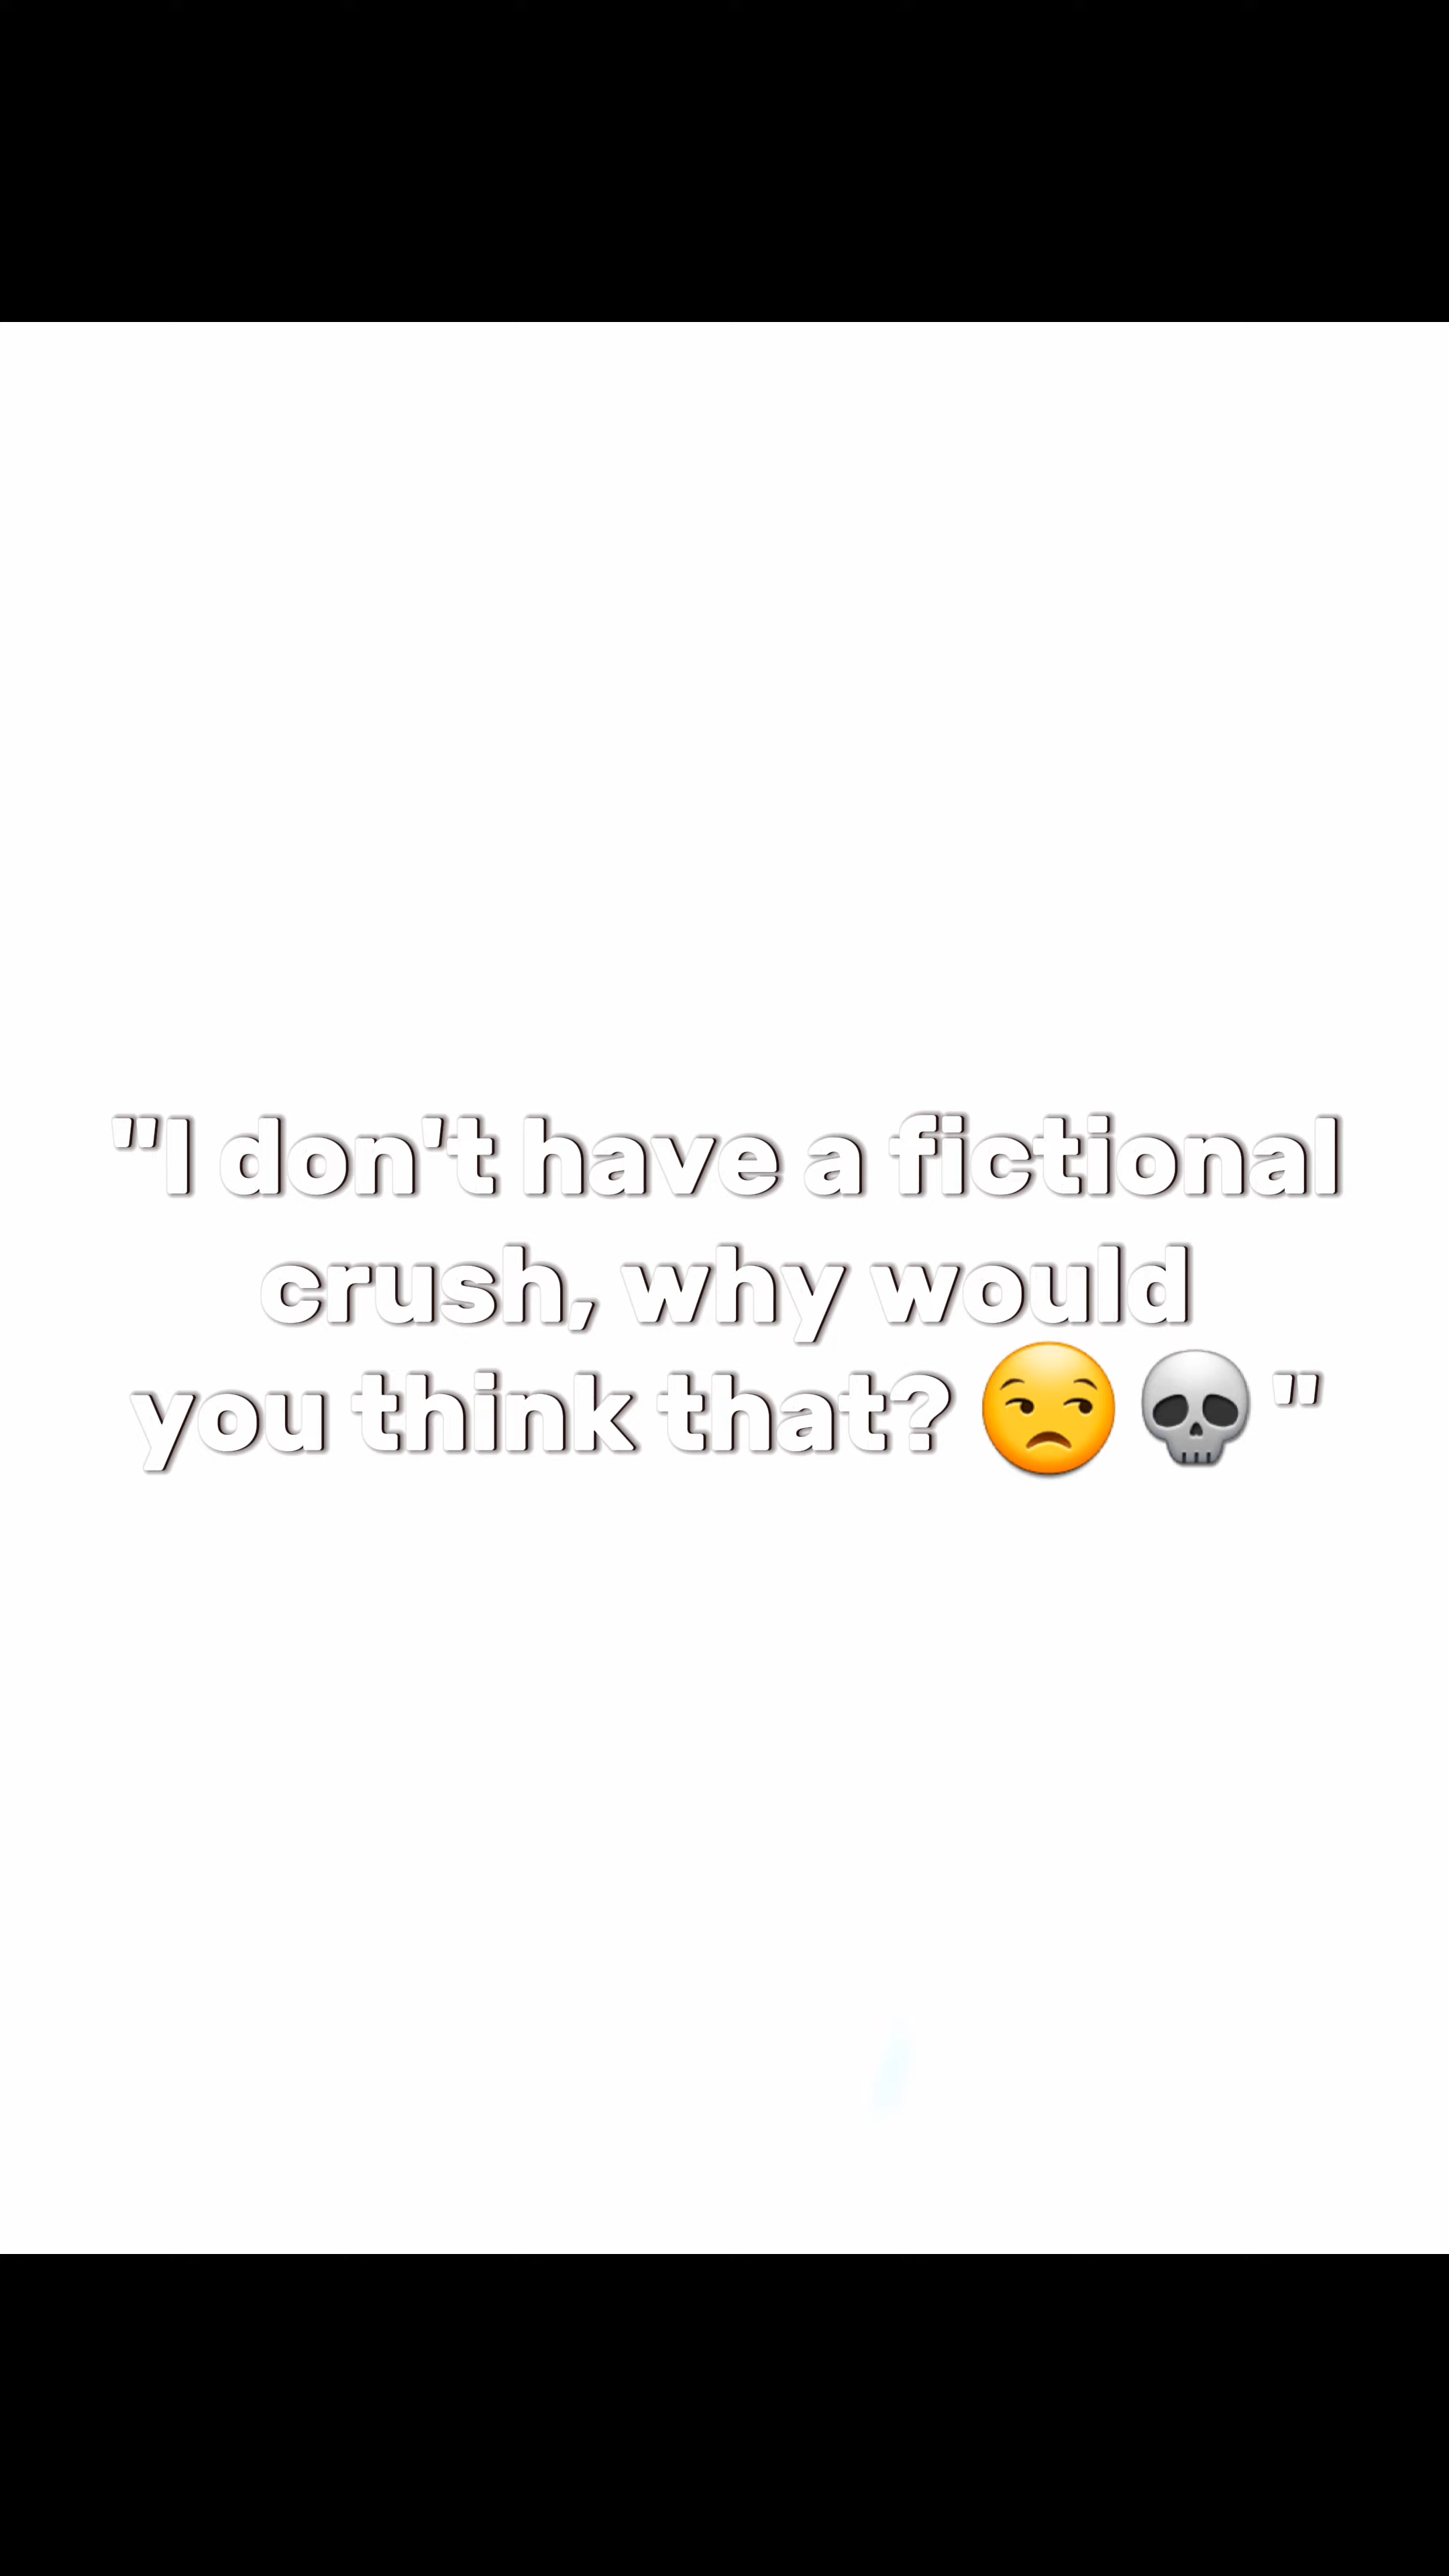 "I don't have a fictional
crush, why would
you think that? 😒💀"